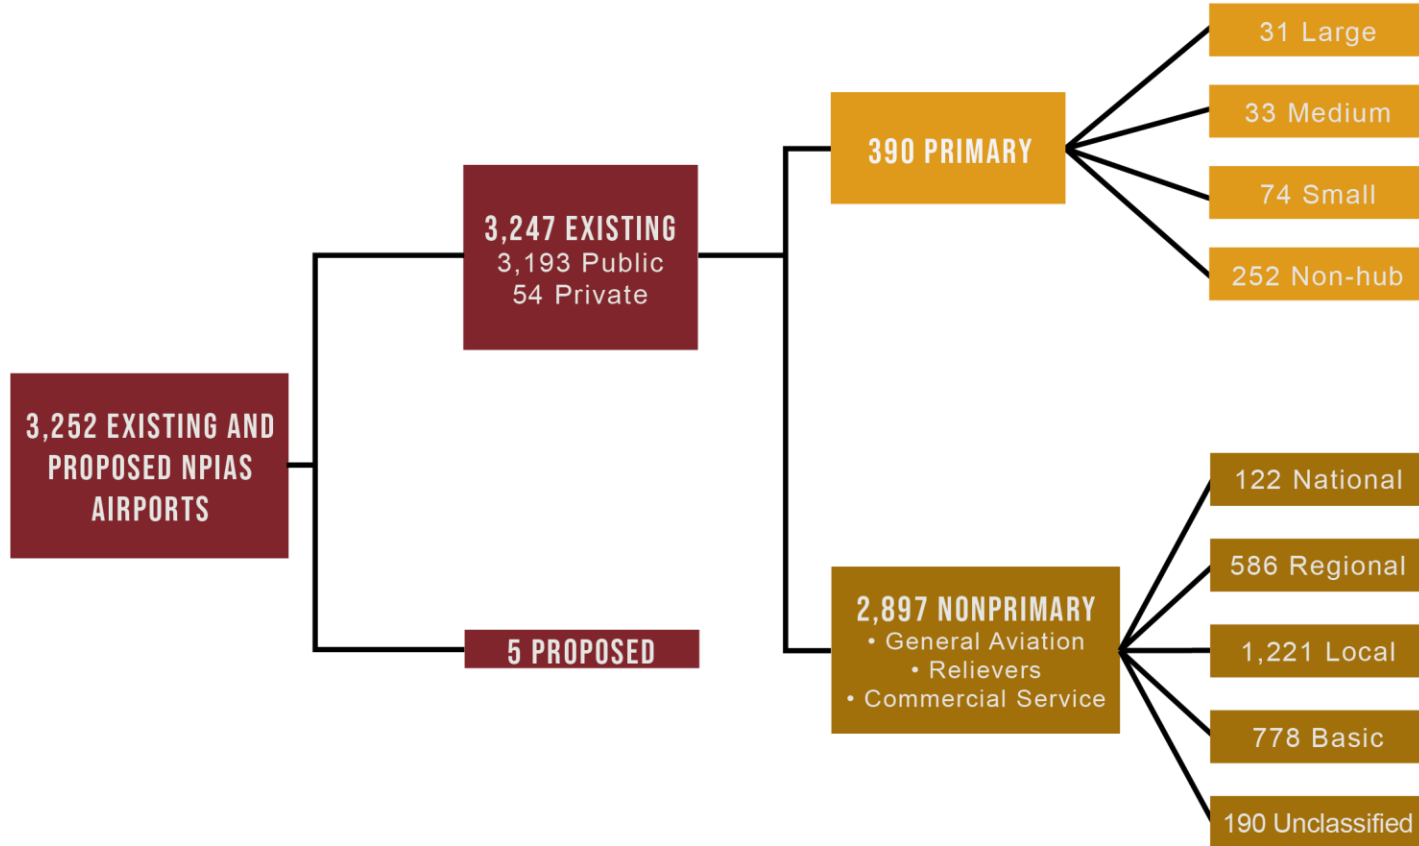 3,252 EXISTING AND
PROPOSED NPIAS
AIRPORTS
3,247 EXISTING
3,193 Public
54 Private
5 PROPOSED
390 PRIMARY
31 Large
33 Medium
74 Small
252 Non-hub
2,897 NONPRIMARY
• General Aviation
• Relievers
• Commercial Service
122 National
586 Regional
1,221 Local
778 Basic
190 Unclassified